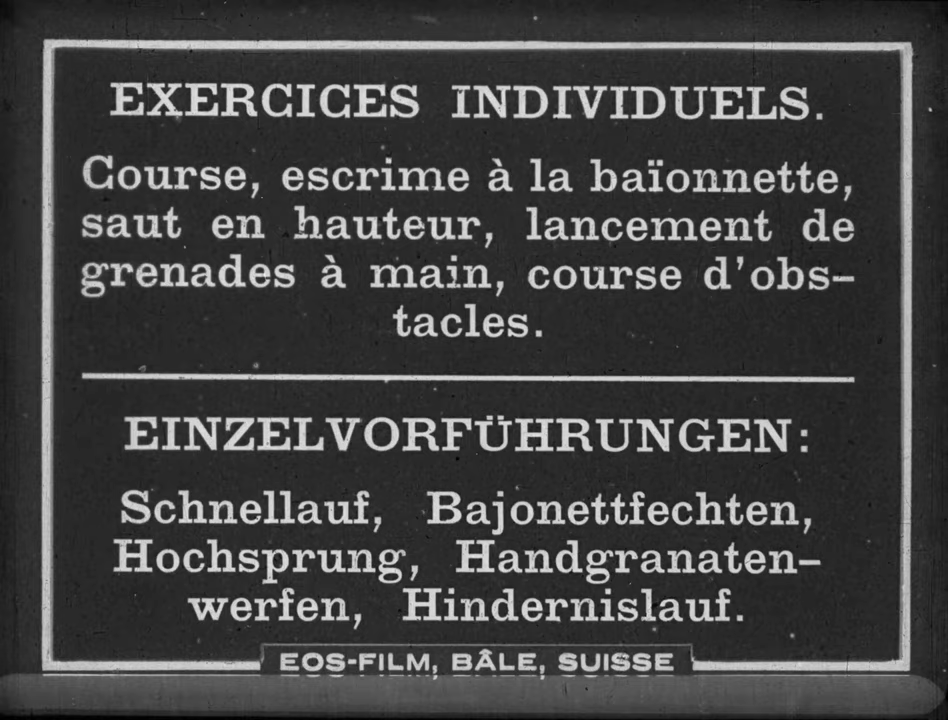 EXERCICES INDIVIDUELS.
Course, escrime à la baïonnette,
saut en hauteur, lancement de
grenades à main, course d'obs-
tacles.
EINZELVORFÜHRUNGEN:
Schnellauf, Bajonettfechten,
Hochsprung, Handgranaten-
werfen, Hindernislauf.
EOS-FILM, BÂLE, SUISSE